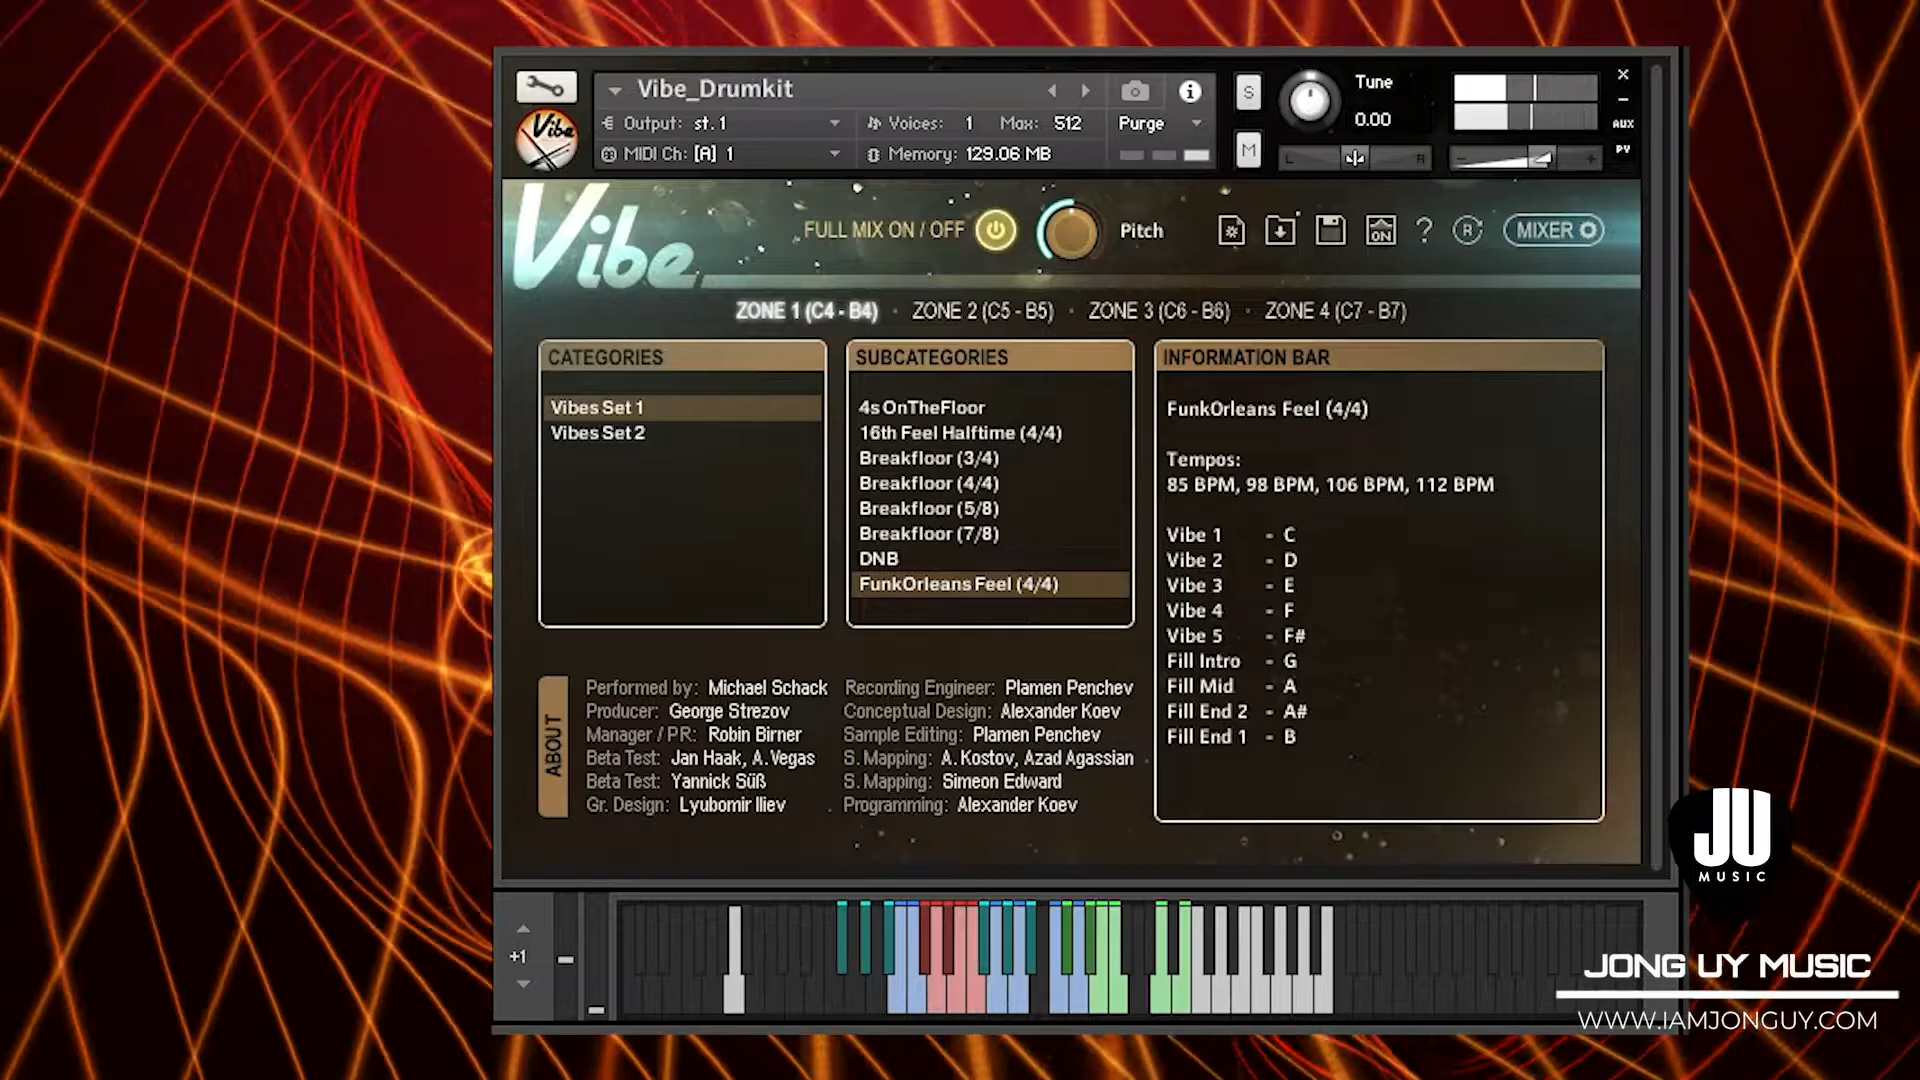 Vibe_Drumkit
Output: st. 1
Voices: 1 Max: 512
Purge
MIDI Ch: [A] 1
Memory: 129.06 MB
S
M
Tune
0.00
L
R
AUX
PV
Vibe
Vibe
FULL MIX ON / OFF
Pitch
ON
?
R
MIXER
ZONE 1 (C4 - B4) · ZONE 2 (C5 - B5) · ZONE 3 (C6 - B6) · ZONE 4 (C7 - B7)
CATEGORIES
Vibes Set 1
Vibes Set 2
SUBCATEGORIES
4sOnTheFloor
16th Feel Halftime (4/4)
Breakfloor (3/4)
Breakfloor (4/4)
Breakfloor (5/8)
Breakfloor (7/8)
DNB
FunkOrleans Feel (4/4)
INFORMATION BAR
FunkOrleans Feel (4/4)
Tempos:
85 BPM, 98 BPM, 106 BPM, 112 BPM
Vibe 1 - C
Vibe 2 - D
Vibe 3 - E
Vibe 4 - F
Vibe 5 - F#
Fill Intro - G
Fill Mid - A
Fill End 2 - A#
Fill End 1 - B
ABOUT
Performed by: Michael Schack
Producer: George Strezov
Manager / PR: Robin Birner
Beta Test: Jan Haak, A. Vegas
Beta Test: Yannick Süß
Gr. Design: Lyubomir Iliev
Recording Engineer: Plamen Penchev
Conceptual Design: Alexander Koev
Sample Editing: Plamen Penchev
S. Mapping: A. Kostov, Azad Agassian
S. Mapping: Simeon Edward
Programming: Alexander Koev
+1
JU
MUSIC
JONG UY MUSIC
WWW.IAMJONGUY.COM